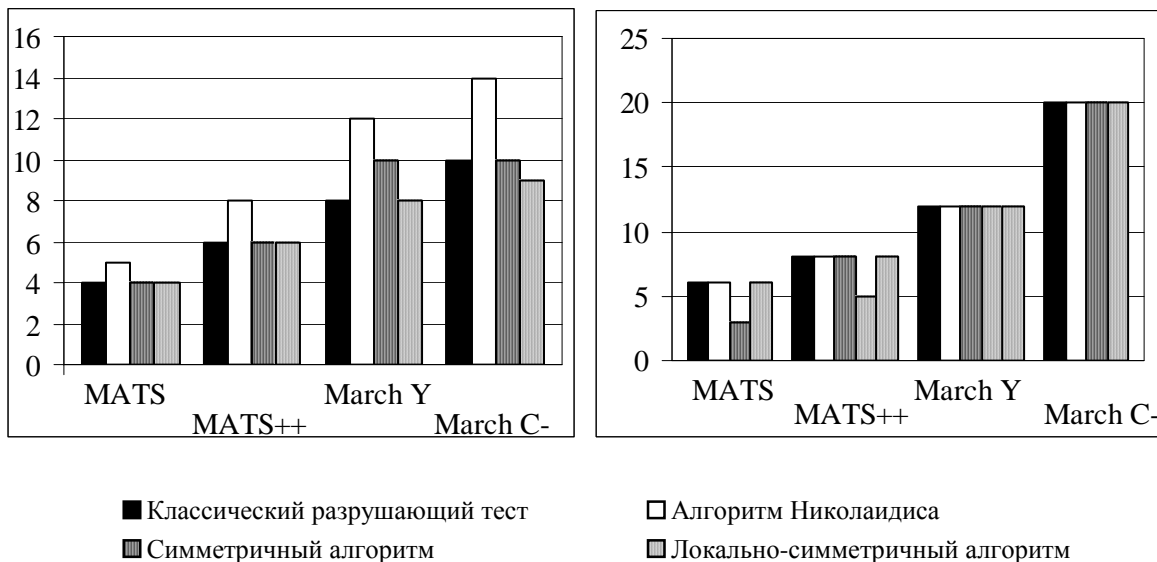 16
14
12
10
8
6
4
2
0
MATS
March Y
MATS++
March C-
25
20
15
10
5
0
MATS
March Y
MATS++
March C-
Классический разрушающий тест
Алгоритм Николаидиса
Симметричный алгоритм
Локально-симметричный алгоритм